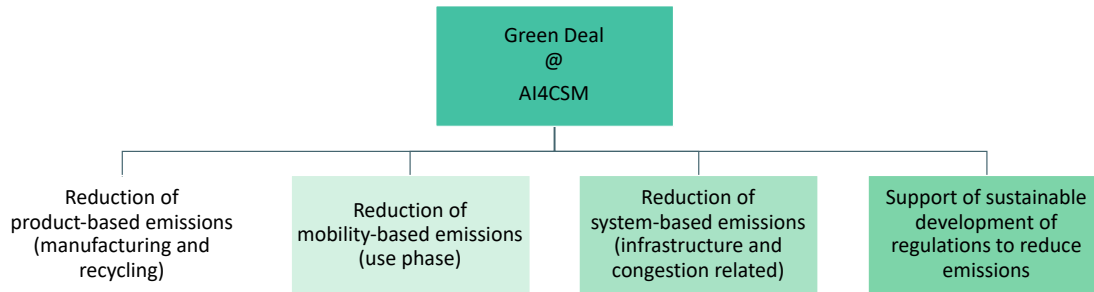 Green Deal
@
AI4CSM
Reduction of
product-based emissions
(manufacturing and
recycling)
Reduction of
mobility-based emissions
(use phase)
Reduction of
system-based emissions
(infrastructure and
congestion related)
Support of sustainable
development of
regulations to reduce
emissions